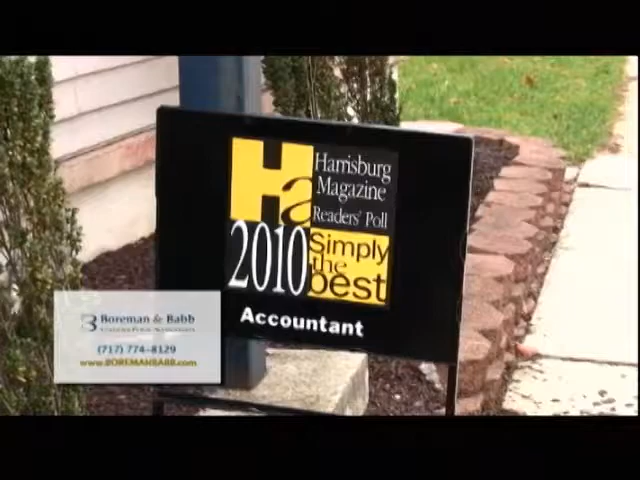 Ha
Harrisburg
Magazine
Readers' Poll
2010
Simply
the
best
Accountant
Boreman & Babb
(717) 774-8129
www.BOREMANBABB.com